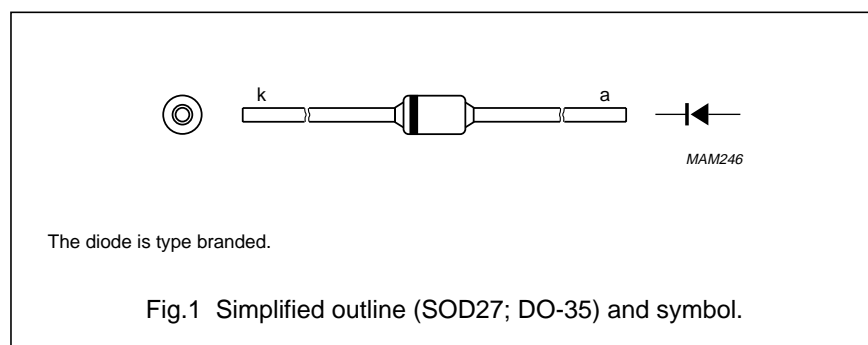 k
a
MAM246
The diode is type branded.
Fig.1 Simplified outline (SOD27; DO-35) and symbol.